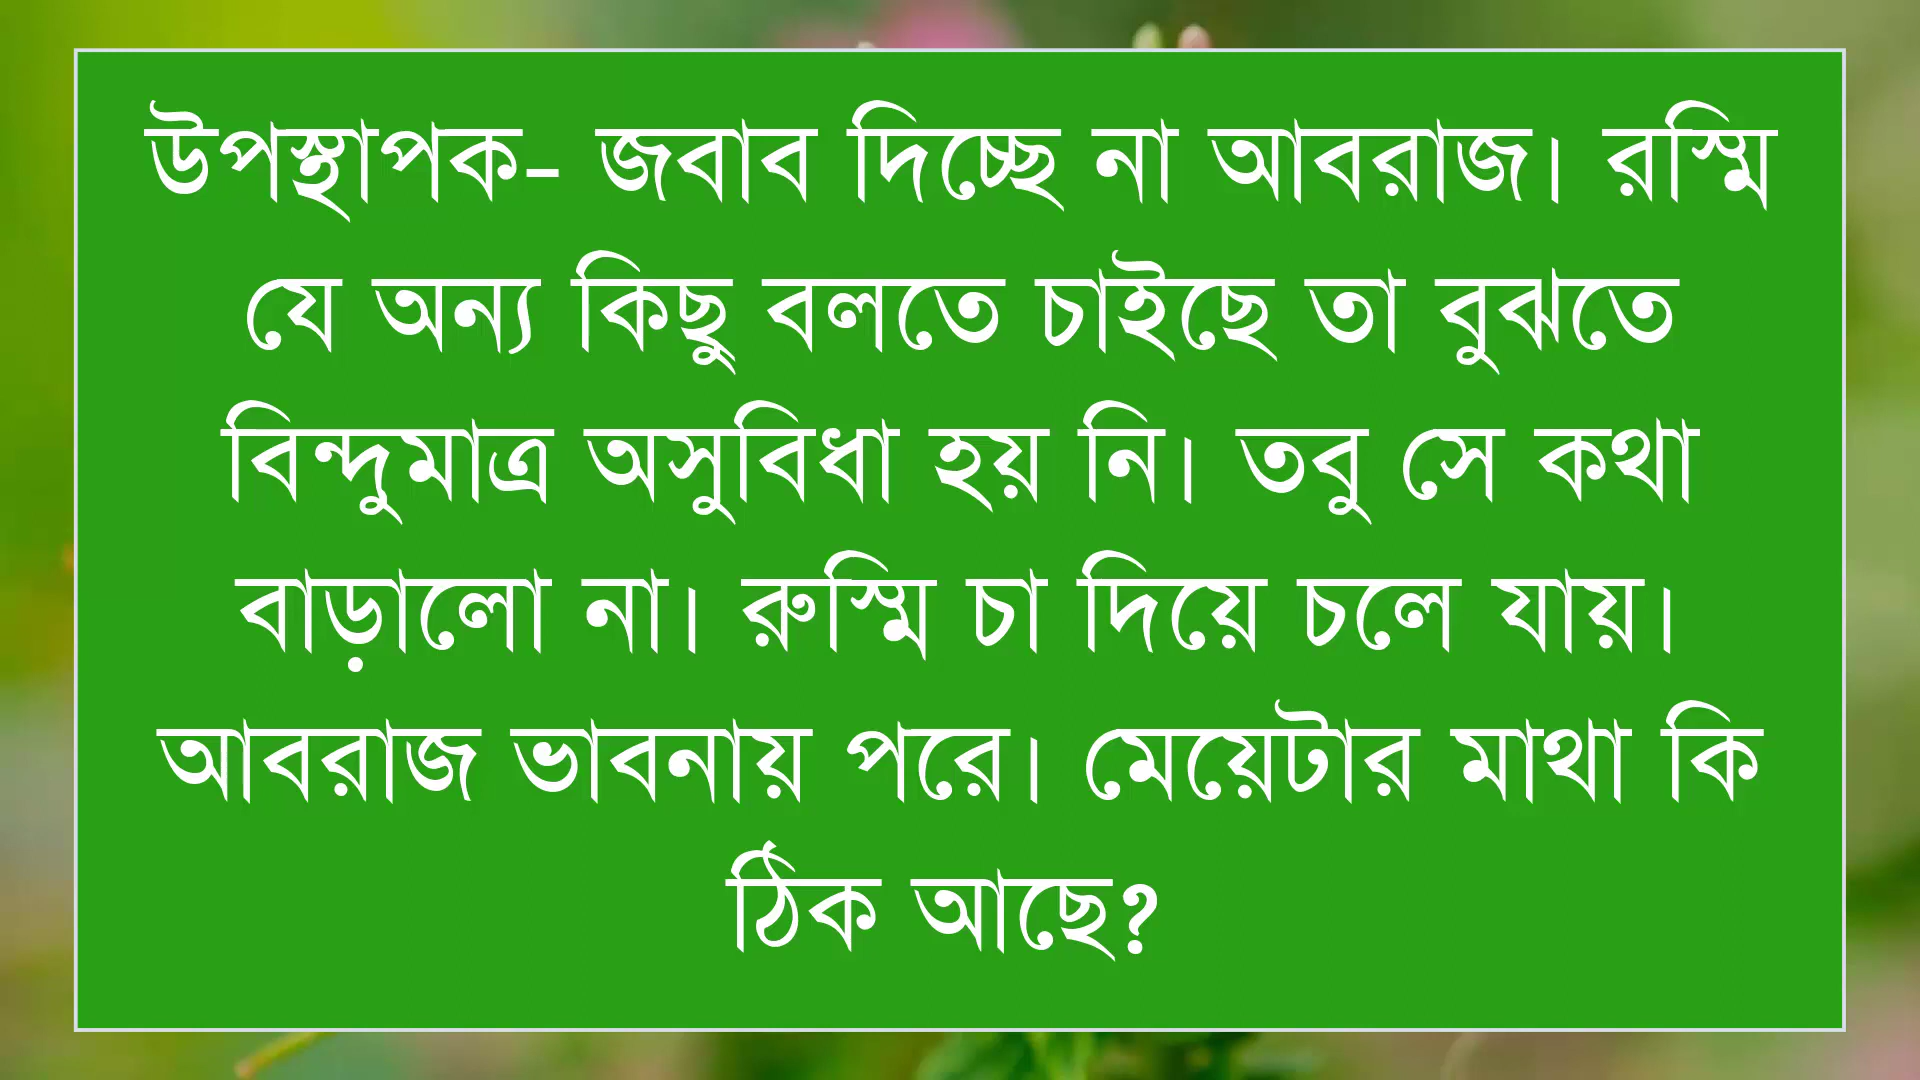 উপস্থাপক- জবাব দিচ্ছে না আবরাজ। রস্মি
যে অন্য কিছু বলতে চাইছে তা বুঝতে
বিন্দুমাত্র অসুবিধা হয় নি। তবু সে কথা
বাড়ালো না। রুস্মি চা দিয়ে চলে যায়।
আবরাজ ভাবনায় পরে। মেয়েটার মাথা কি
ঠিক আছে?